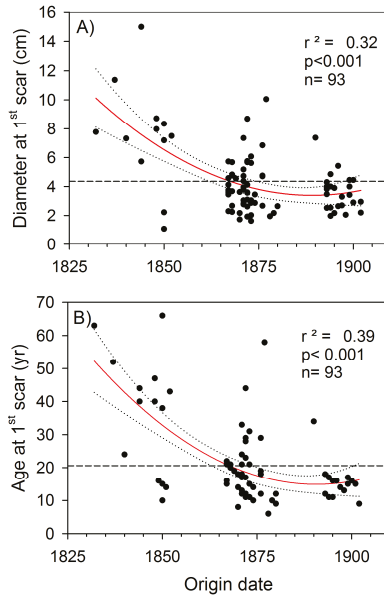 A)
r ² = 0.32
p<0.001
n= 93
Diameter at 1st scar (cm)
16
14
12
10
8
6
4
2
0
1825 1850 1875 1900
B)
r ² = 0.39
p< 0.001
n= 93
Age at 1st scar (yr)
70
60
50
40
30
20
10
0
1825 1850 1875 1900
Origin date